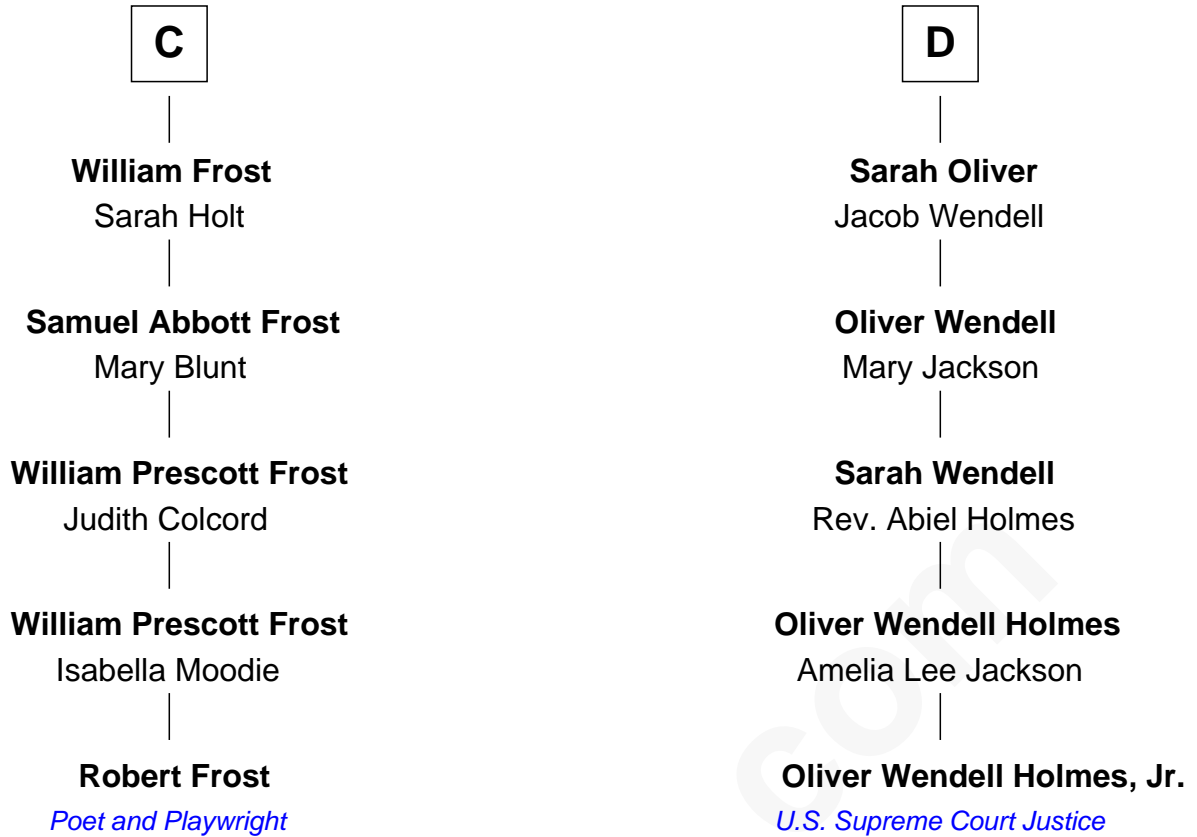 C
William Frost
Sarah Holt
Samuel Abbott Frost
Mary Blunt
William Prescott Frost
Judith Colcord
William Prescott Frost
Isabella Moodie
Robert Frost
Poet and Playwright
D
Sarah Oliver
Jacob Wendell
Oliver Wendell
Mary Jackson
Sarah Wendell
Rev. Abiel Holmes
Oliver Wendell Holmes
Amelia Lee Jackson
Oliver Wendell Holmes, Jr.
U.S. Supreme Court Justice
com